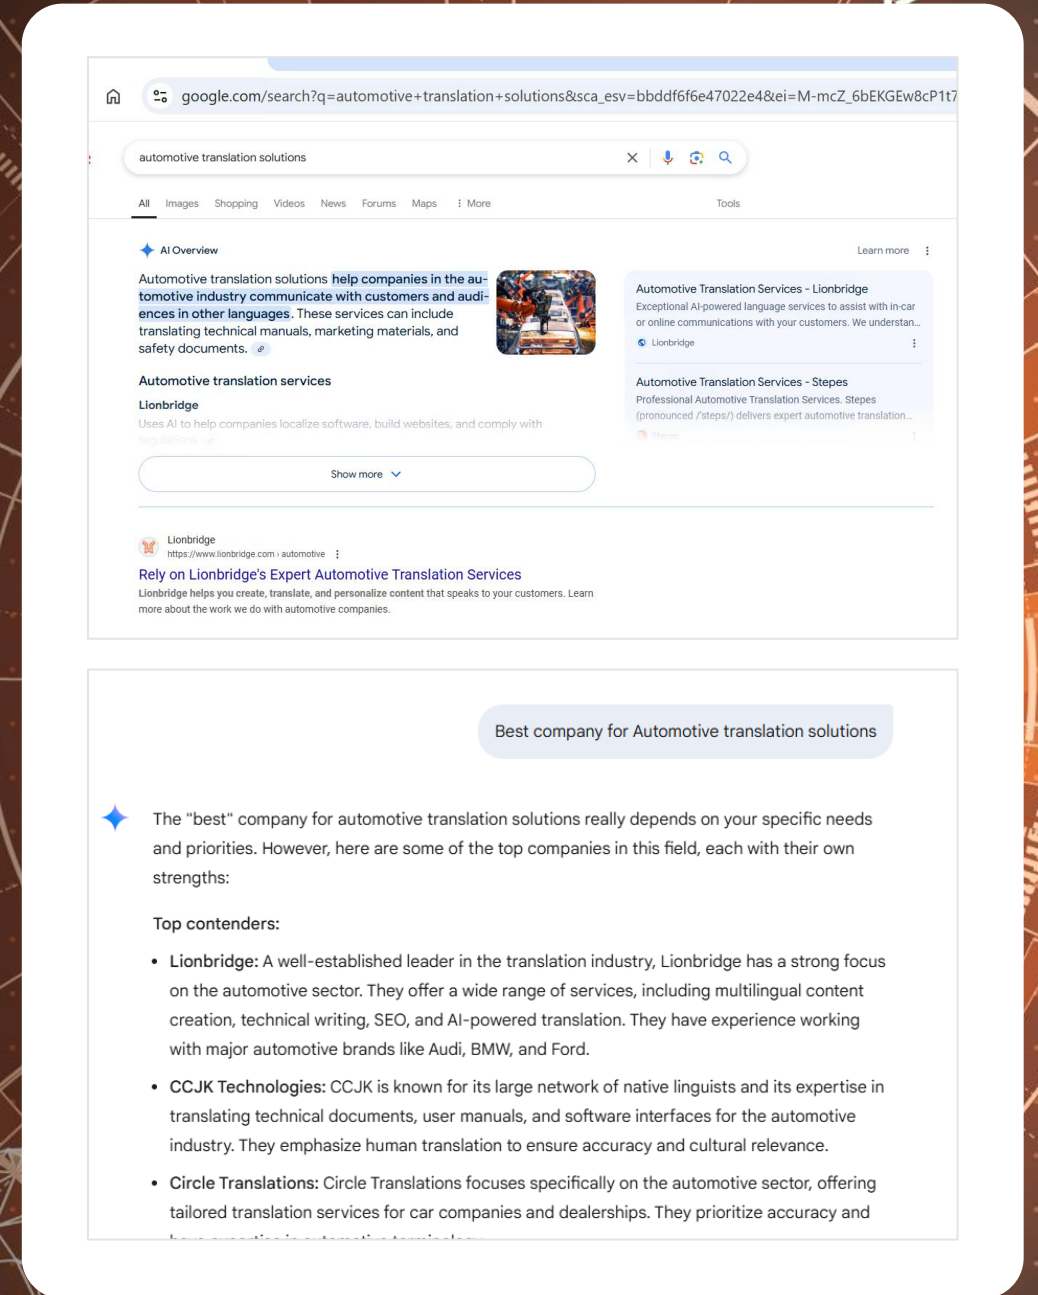 google.com/search?q=automotive+translation+solutions&sca_esv=bbddf6f6e47022e4&ei=M-mcZ_6bEKGEw8cP1t7
automotive translation solutions
All Images Shopping Videos News Forums Maps More Tools
AI Overview
Learn more
Automotive translation solutions help companies in the au-
tomotive industry communicate with customers and audi-
ences in other languages. These services can include
translating technical manuals, marketing materials, and
safety documents.
Automotive translation services
Lionbridge
Uses AI to help companies localize software, build websites, and comply with
regulations
Show more
Automotive Translation Services - Lionbridge
Exceptional AI-powered language services to assist with in-car
or online communications with your customers. We understan...
Lionbridge
Automotive Translation Services - Stepes
Professional Automotive Translation Services. Stepes
(pronounced /'steps/) delivers expert automotive translation...
Stepes
Lionbridge
https://www.lionbridge.com › automotive
Rely on Lionbridge's Expert Automotive Translation Services
Lionbridge helps you create, translate, and personalize content that speaks to your customers. Learn
more about the work we do with automotive companies.
Best company for Automotive translation solutions
The "best" company for automotive translation solutions really depends on your specific needs
and priorities. However, here are some of the top companies in this field, each with their own
strengths:
Top contenders:
• Lionbridge: A well-established leader in the translation industry, Lionbridge has a strong focus
on the automotive sector. They offer a wide range of services, including multilingual content
creation, technical writing, SEO, and AI-powered translation. They have experience working
with major automotive brands like Audi, BMW, and Ford.
• CCJK Technologies: CCJK is known for its large network of native linguists and its expertise in
translating technical documents, user manuals, and software interfaces for the automotive
industry. They emphasize human translation to ensure accuracy and cultural relevance.
• Circle Translations: Circle Translations focuses specifically on the automotive sector, offering
tailored translation services for car companies and dealerships. They prioritize accuracy and